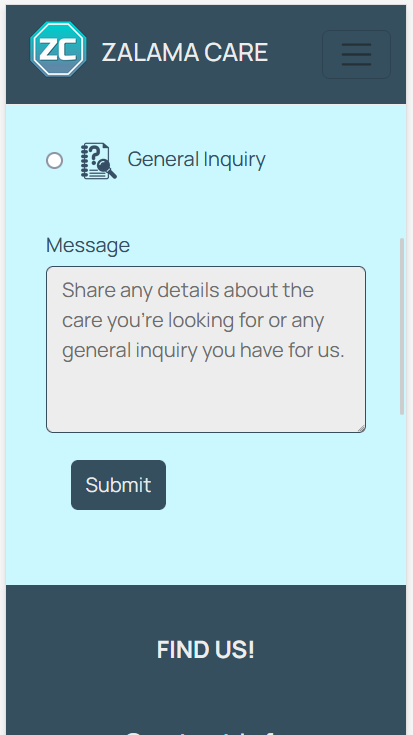 ZC ZALAMA CARE
General Inquiry
Message
Share any details about the
care you're looking for or any
general inquiry you have for us.
Submit
FIND US!